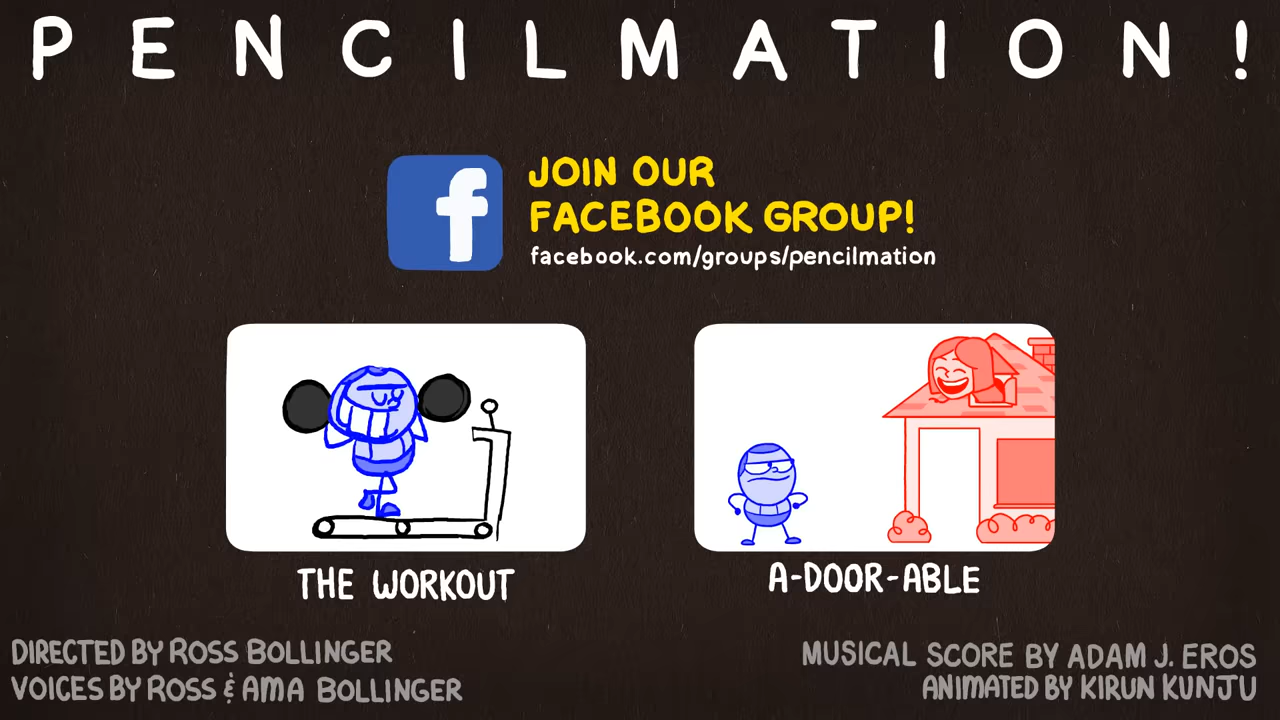 PENCILMATION!
f
JOIN OUR
FACEBOOK GROUP!
facebook.com/groups/pencilmation
THE WORKOUT
A-DOOR-ABLE
DIRECTED BY ROSS BOLLINGER
VOICES BY ROSS & AMA BOLLINGER
MUSICAL SCORE BY ADAM J. EROS
ANIMATED BY KIRUN KUNJU